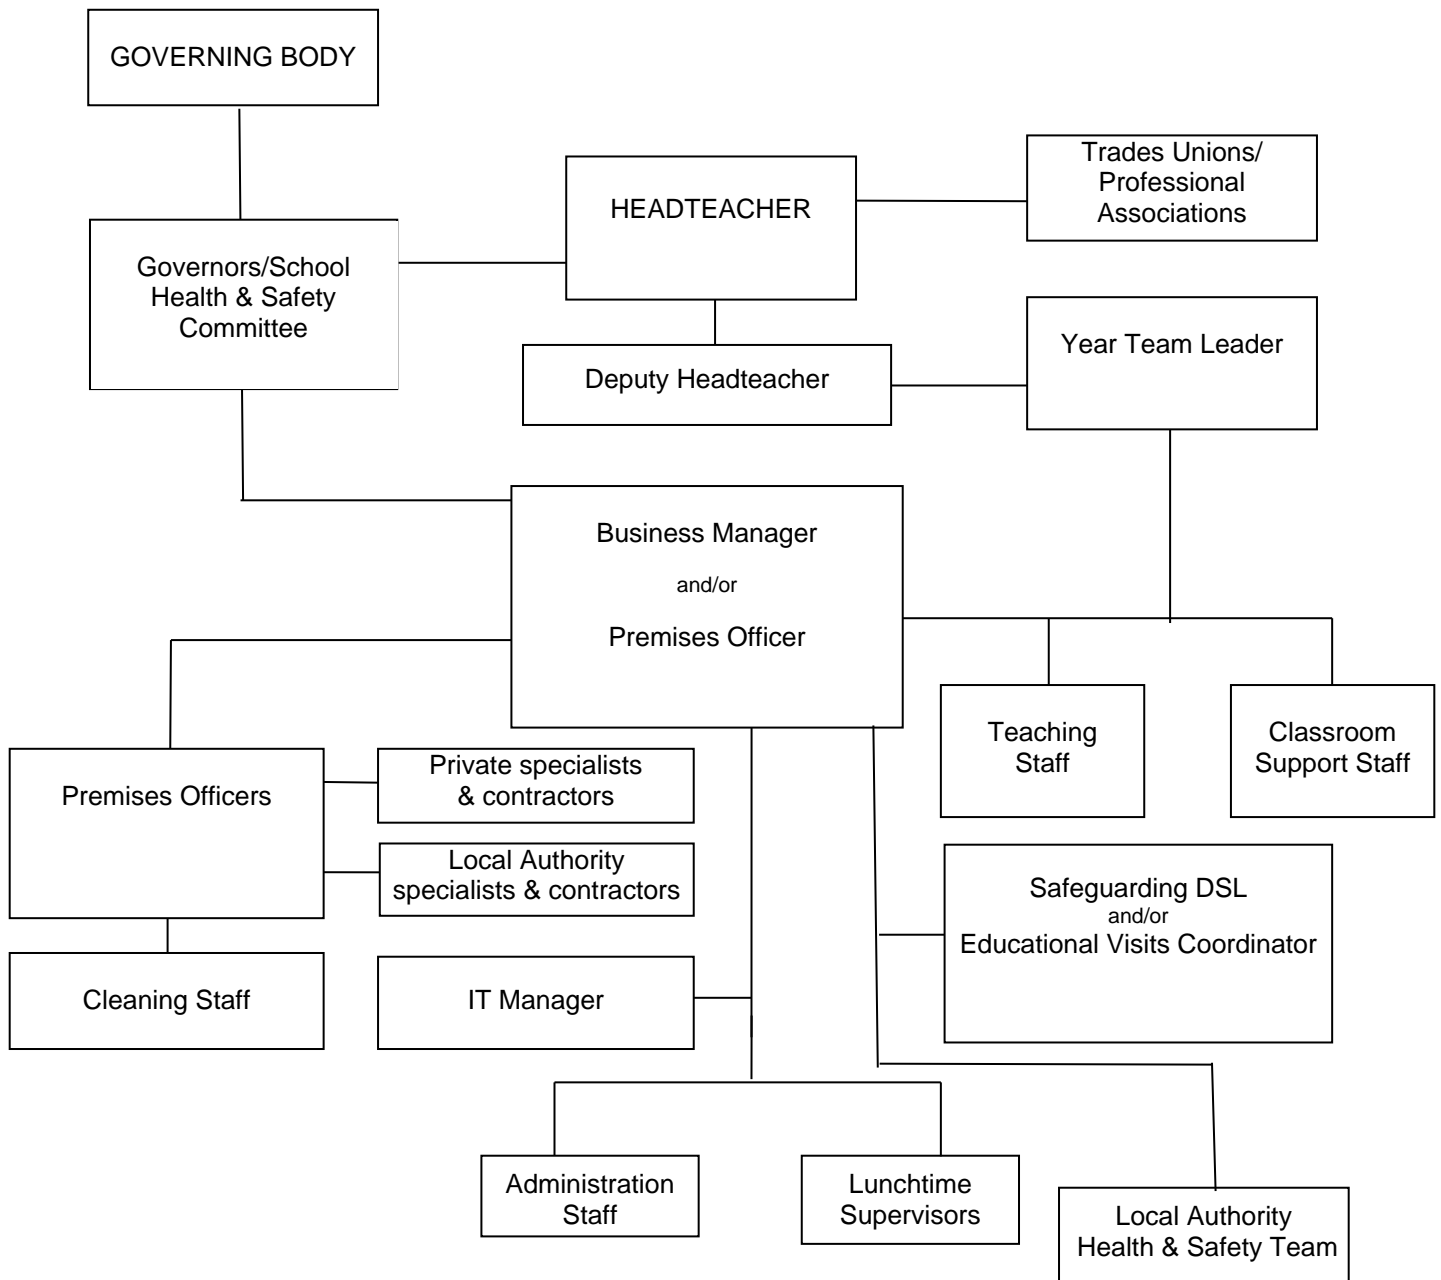 GOVERNING BODY
Trades Unions/
Professional
Associations
HEADTEACHER
Governors/School
Health & Safety
Committee
Year Team Leader
Deputy Headteacher
Business Manager
and/or
Premises Officer
Teaching
Staff
Classroom
Support Staff
Premises Officers
Private specialists
& contractors
Local Authority
specialists & contractors
Safeguarding DSL
and/or
Educational Visits Coordinator
Cleaning Staff
IT Manager
Administration
Staff
Lunchtime
Supervisors
Local Authority
Health & Safety Team